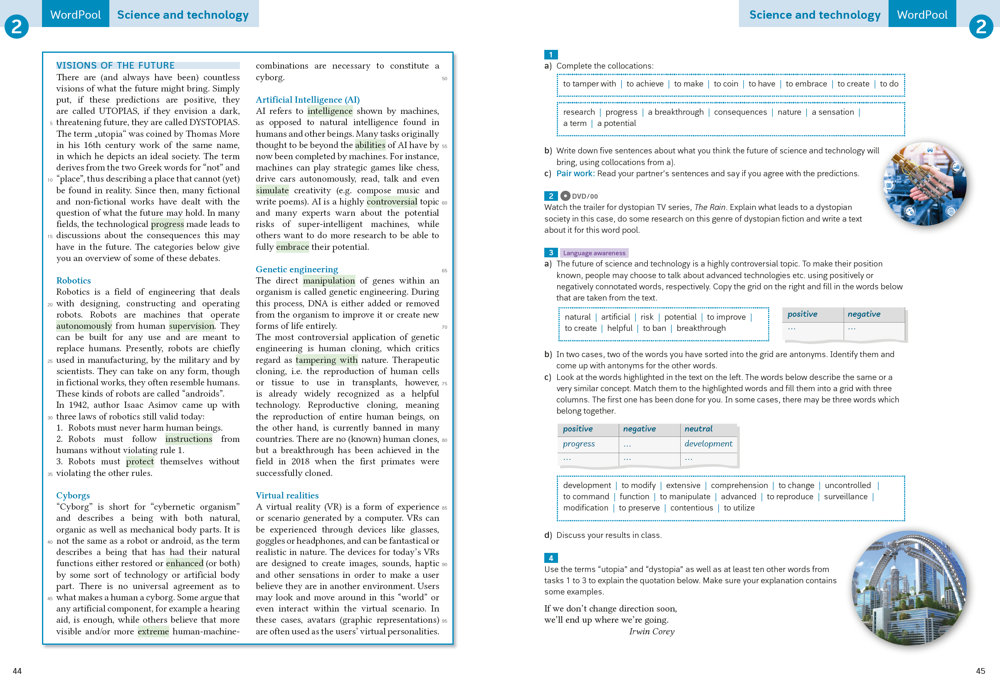 2
WordPool
Science and technology
VISIONS OF THE FUTURE
There are (and always have been) countless
visions of what the future might bring. Simply
put, if these predictions are positive, they
are called UTOPIAS, if they envision a dark,
5 threatening future, they are called DYSTOPIAS.
The term „utopia“ was coined by Thomas More
in his 16th century work of the same name,
in which he depicts an ideal society. The term
derives from the two Greek words for “not” and
10 “place”, thus describing a place that cannot (yet)
be found in reality. Since then, many fictional
and non-fictional works have dealt with the
question of what the future may hold. In many
fields, the technological progress made leads to
15 discussions about the consequences this may
have in the future. The categories below give
you an overview of some of these debates.
Robotics
Robotics is a field of engineering that deals
20 with designing, constructing and operating
robots. Robots are machines that operate
autonomously from human supervision. They
can be built for any use and are meant to
replace humans. Presently, robots are chiefly
25 used in manufacturing, by the military and by
scientists. They can take on any form, though
in fictional works, they often resemble humans.
These kinds of robots are called “androids”.
In 1942, author Isaac Asimov came up with
30 three laws of robotics still valid today:
1. Robots must never harm human beings.
2. Robots must follow instructions from
humans without violating rule 1.
3. Robots must protect themselves without
35 violating the other rules.
Cyborgs
“Cyborg” is short for “cybernetic organism”
and describes a being with both natural,
organic as well as mechanical body parts. It is
40 not the same as a robot or android, as the term
describes a being that has had their natural
functions either restored or enhanced (or both)
by some sort of technology or artificial body
part. There is no universal agreement as to
45 what makes a human a cyborg. Some argue that
any artificial component, for example a hearing
aid, is enough, while others believe that more
visible and/or more extreme human-machine-
combinations are necessary to constitute a
cyborg. 50
Artificial Intelligence (AI)
AI refers to intelligence shown by machines,
as opposed to natural intelligence found in
humans and other beings. Many tasks originally
thought to be beyond the abilities of AI have by 55
now been completed by machines. For instance,
machines can play strategic games like chess,
drive cars autonomously, read, talk and even
simulate creativity (e.g. compose music and
write poems). AI is a highly controversial topic 60
and many experts warn about the potential
risks of super-intelligent machines, while
others want to do more research to be able to
fully embrace their potential.
Genetic engineering 65
The direct manipulation of genes within an
organism is called genetic engineering. During
this process, DNA is either added or removed
from the organism to improve it or create new
forms of life entirely. 70
The most controversial application of genetic
engineering is human cloning, which critics
regard as tampering with nature. Therapeutic
cloning, i.e. the reproduction of human cells
or tissue to use in transplants, however, 75
is already widely recognized as a helpful
technology. Reproductive cloning, meaning
the reproduction of entire human beings, on
the other hand, is currently banned in many
countries. There are no (known) human clones, 80
but a breakthrough has been achieved in the
field in 2018 when the first primates were
successfully cloned.
Virtual realities
A virtual reality (VR) is a form of experience 85
or scenario generated by a computer. VRs can
be experienced through devices like glasses,
goggles or headphones, and can be fantastical or
realistic in nature. The devices for today’s VRs
are designed to create images, sounds, haptic 90
and other sensations in order to make a user
believe they are in another environment. Users
may look and move around in this “world” or
even interact within the virtual scenario. In
these cases, avatars (graphic representations) 95
are often used as the users’ virtual personalities.
44
Science and technology
WordPool
2
1
a) Complete the collocations:
to tamper with | to achieve | to make | to coin | to have | to embrace | to create | to do
research | progress | a breakthrough | consequences | nature | a sensation |
a term | a potential
b) Write down five sentences about what you think the future of science and technology will
bring, using collocations from a).
c) Pair work: Read your partner’s sentences and say if you agree with the predictions.
2 DVD/00
Watch the trailer for dystopian TV series, The Rain. Explain what leads to a dystopian
society in this case, do some research on this genre of dystopian fiction and write a text
about it for this word pool.
3 Language awareness
a) The future of science and technology is a highly controversial topic. To make their position
known, people may choose to talk about advanced technologies etc. using positively or
negatively connotated words, respectively. Copy the grid on the right and fill in the words below
that are taken from the text.
natural | artificial | risk | potential | to improve |
to create | helpful | to ban | breakthrough
positive negative
... ...
b) In two cases, two of the words you have sorted into the grid are antonyms. Identify them and
come up with antonyms for the other words.
c) Look at the words highlighted in the text on the left. The words below describe the same or a
very similar concept. Match them to the highlighted words and fill them into a grid with three
columns. The first one has been done for you. In some cases, there may be three words which
belong together.
positive negative neutral
progress ... development
... ... ...
development | to modify | extensive | comprehension | to change | uncontrolled |
to command | function | to manipulate | advanced | to reproduce | surveillance |
modification | to preserve | contentious | to utilize
d) Discuss your results in class.
4
Use the terms “utopia” and “dystopia” as well as at least ten other words from
tasks 1 to 3 to explain the quotation below. Make sure your explanation contains
some examples.
If we don’t change direction soon,
we’ll end up where we’re going.
Irwin Corey
45